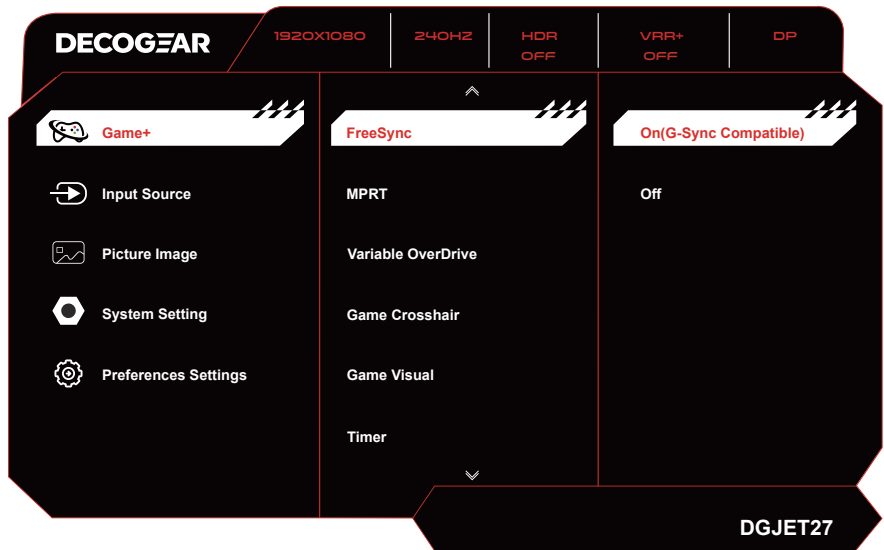 DECOGEAR
1920X1080
240HZ
HDR
OFF
VRR+
OFF
DP
Game+
Input Source
Picture Image
System Setting
Preferences Settings
FreeSync
MPRT
Variable OverDrive
Game Crosshair
Game Visual
Timer
On(G-Sync Compatible)
Off
DGJET27